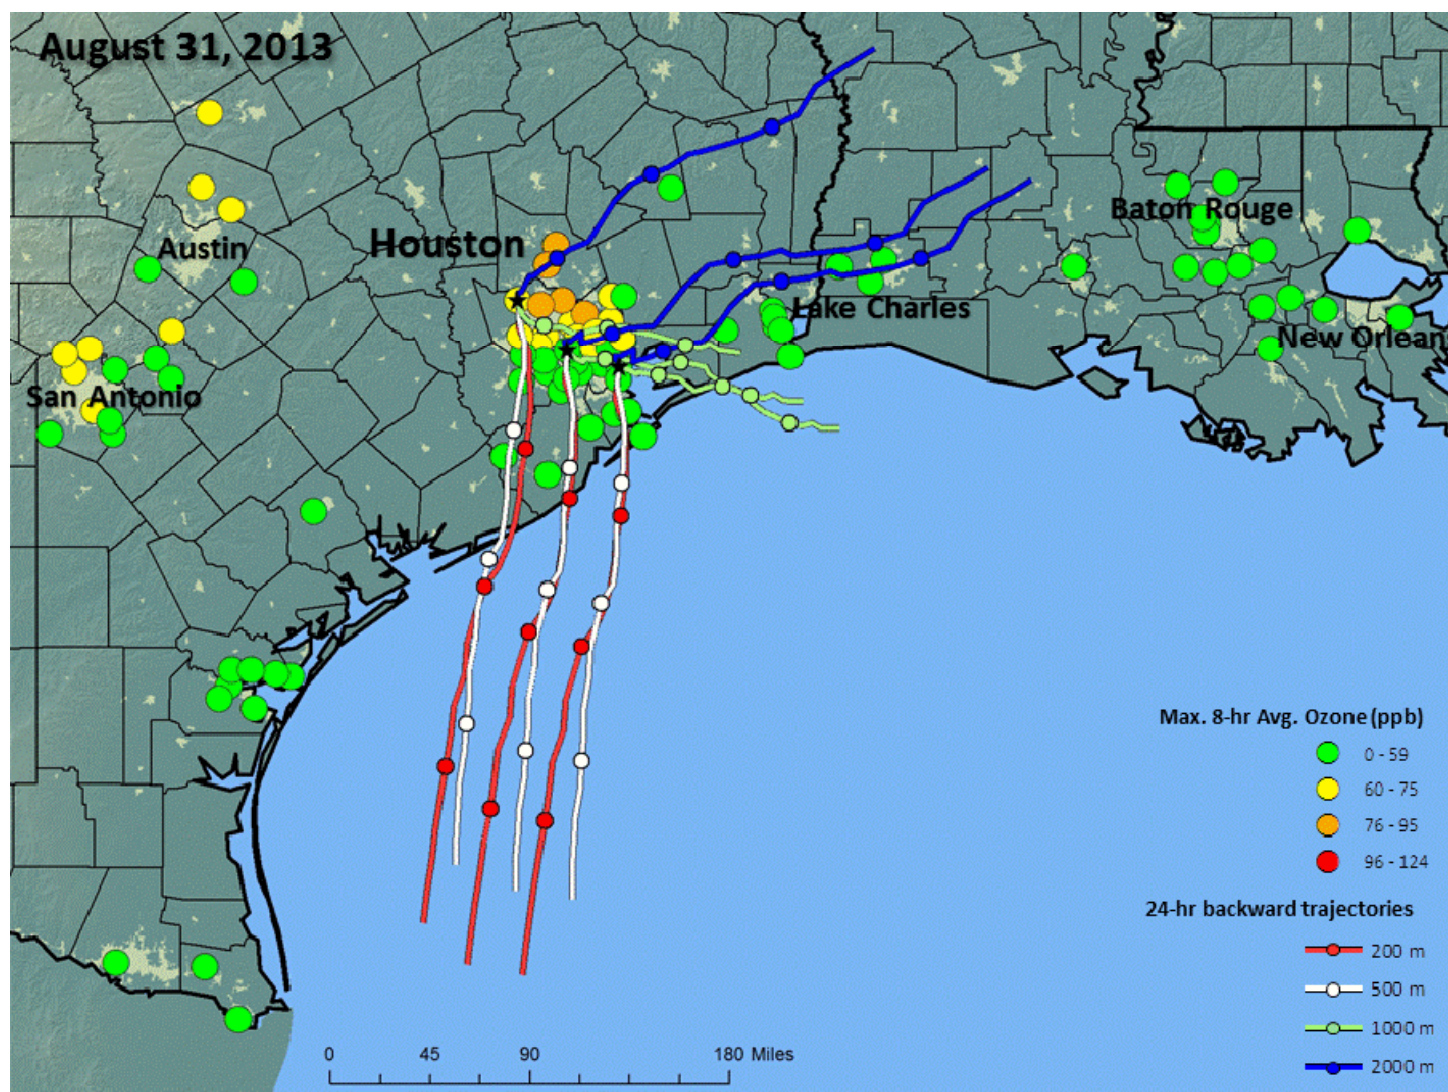 August 31, 2013
Baton Rouge
Houston
Austin
Lake Charles
New Orlean
San Antonio
Max. 8-hr Avg. Ozone (ppb)
0 - 59
60 - 75
76 - 95
96 - 124
24-hr backward trajectories
200 m
500 m
1000 m
2000 m
0 45 90 180 Miles